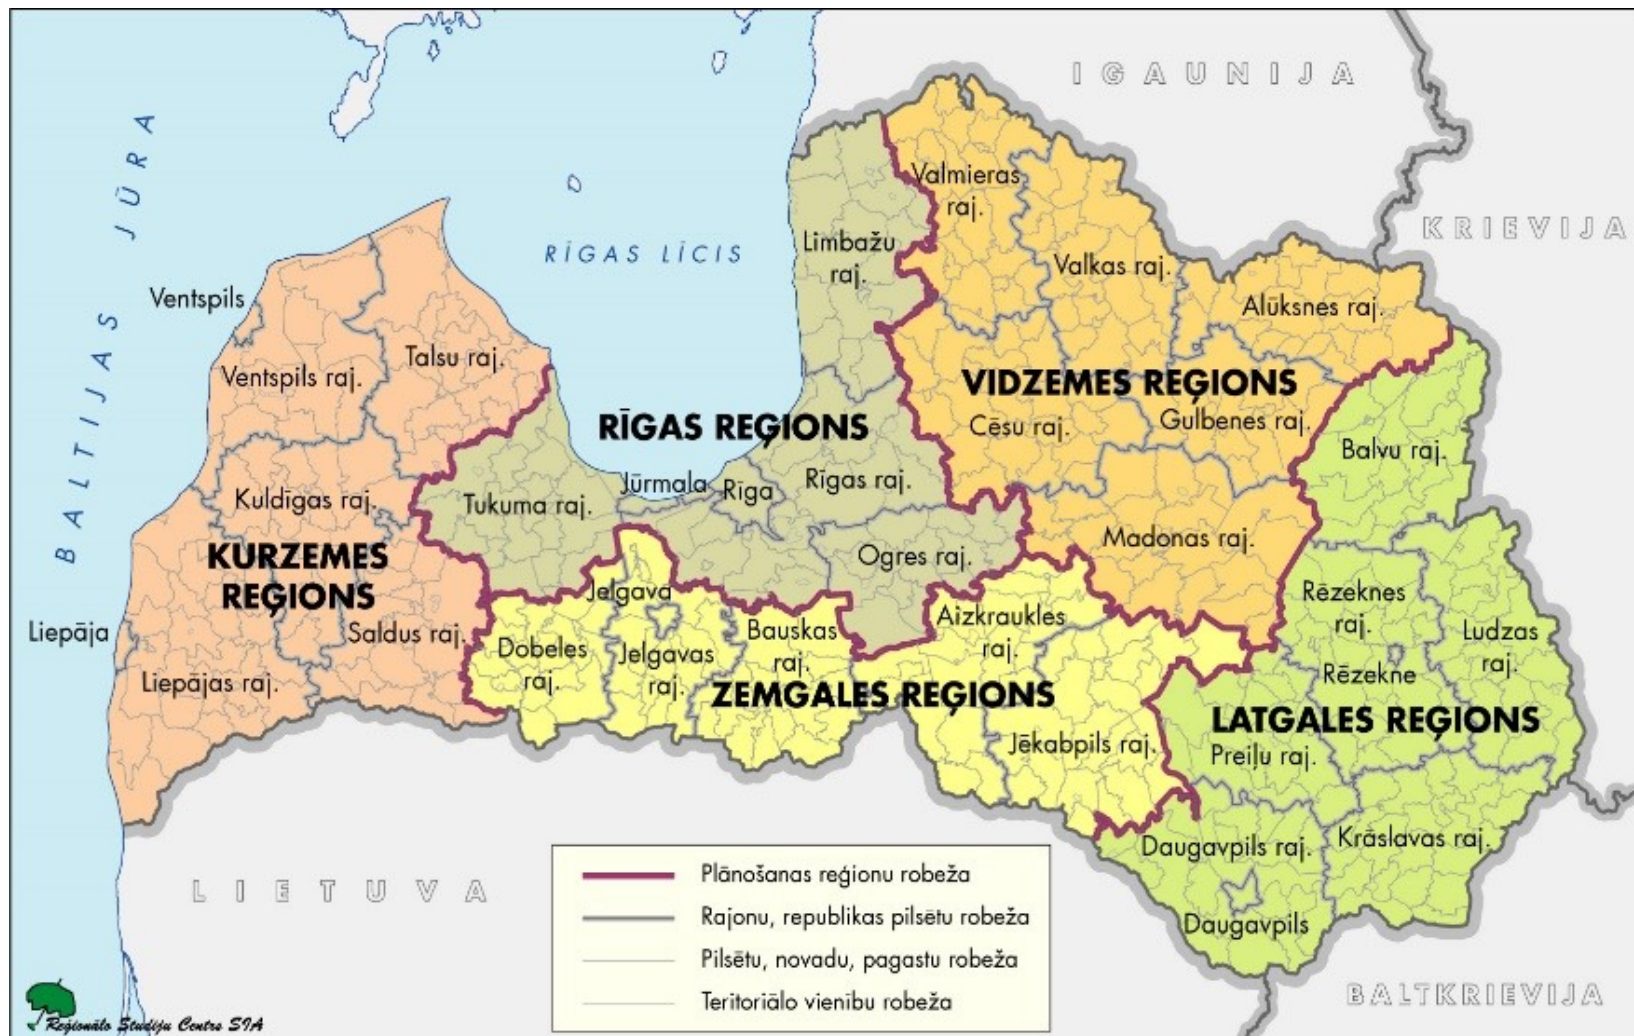 IGAUNIJA
BALTIJAS JŪRA
Valmieras
raj.
KRIEVIJA
Limbažu
raj.
RĪGAS LĪCIS
Valkas raj.
Ventspils
Alūksnes raj.
Talsu raj.
Ventspils raj.
VIDZEMES REĢIONS
RĪGAS REĢIONS
Cēsu raj.
Gulbenes raj.
Balvu raj.
Jūrmala
Rīga
Rīgas raj.
Kuldīgas raj.
Tukuma raj.
Madonas raj.
KURZEMES
REĢIONS
Ogres raj.
Jelgava
Rēzeknes
raj.
Liepāja
Saldus raj.
Aizkraukles
raj.
Bauskas
raj.
Ludzas
raj.
Dobeles
raj.
Jelgavas
raj.
Rēzekne
Liepājas raj.
ZEMGALES REĢIONS
LATGALES REĢIONS
Jēkabpils raj.
Preiļu raj.
Daugavpils raj.
Krāslavas raj.
LIETUVA
Daugavpils
BALTKRIEVIJA
Plānošanas reģionu robeža
Rajonu, republikas pilsētu robeža
Pilsētu, novadu, pagastu robeža
Teritoriālo vienibu robeža
Reģionālo Studiju Centrs SIA